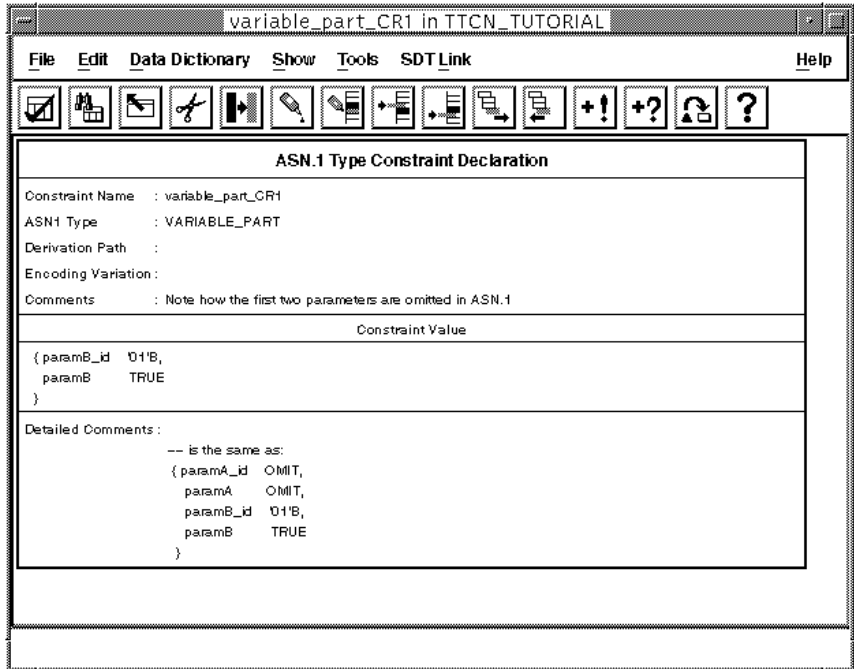 variable_part_CR1 in TTCN_TUTORIAL
File Edit Data Dictionary Show Tools SDT Link Help
+! +? ?
ASN.1 Type Constraint Declaration
Constraint Name : variable_part_CR1
ASN1 Type : VARIABLE_PART
Derivation Path :
Encoding Variation :
Comments : Note how the first two parameters are omitted in ASN.1
Constraint Value
{ paramB_id '01'B,
paramB TRUE
}
Detailed Comments :
-- is the same as:
{ paramA_id OMIT,
paramA OMIT,
paramB_id '01'B,
paramB TRUE
}